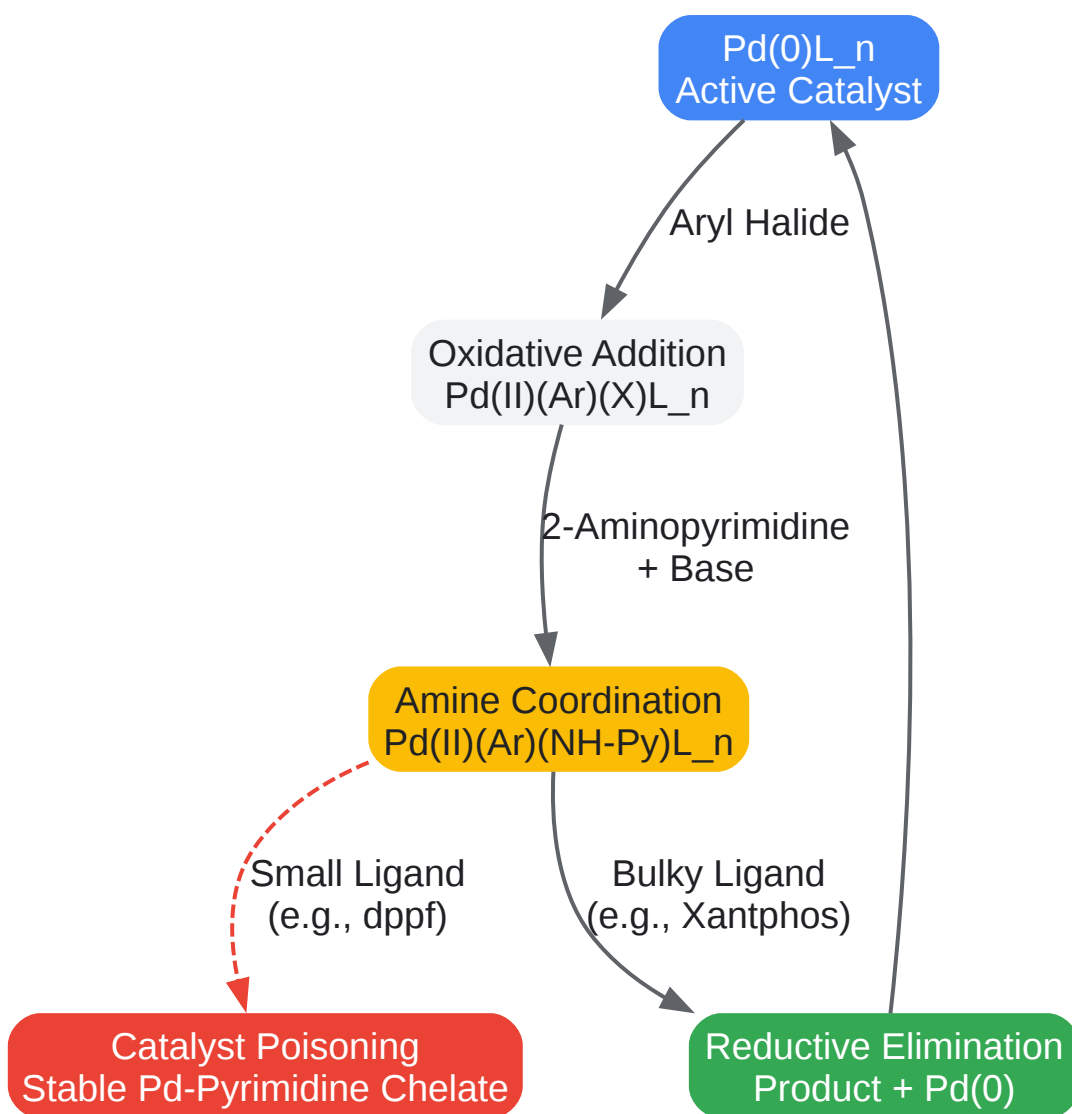 Pd(0)L_n
Active Catalyst
Aryl Halide
Oxidative Addition
Pd(II)(Ar)(X)L_n
2-Aminopyrimidine
+ Base
Amine Coordination
Pd(II)(Ar)(NH-Py)L_n
Small Ligand
(e.g., dppf)
Bulky Ligand
(e.g., Xantphos)
Catalyst Poisoning
Stable Pd-Pyrimidine Chelate
Reductive Elimination
Product + Pd(0)